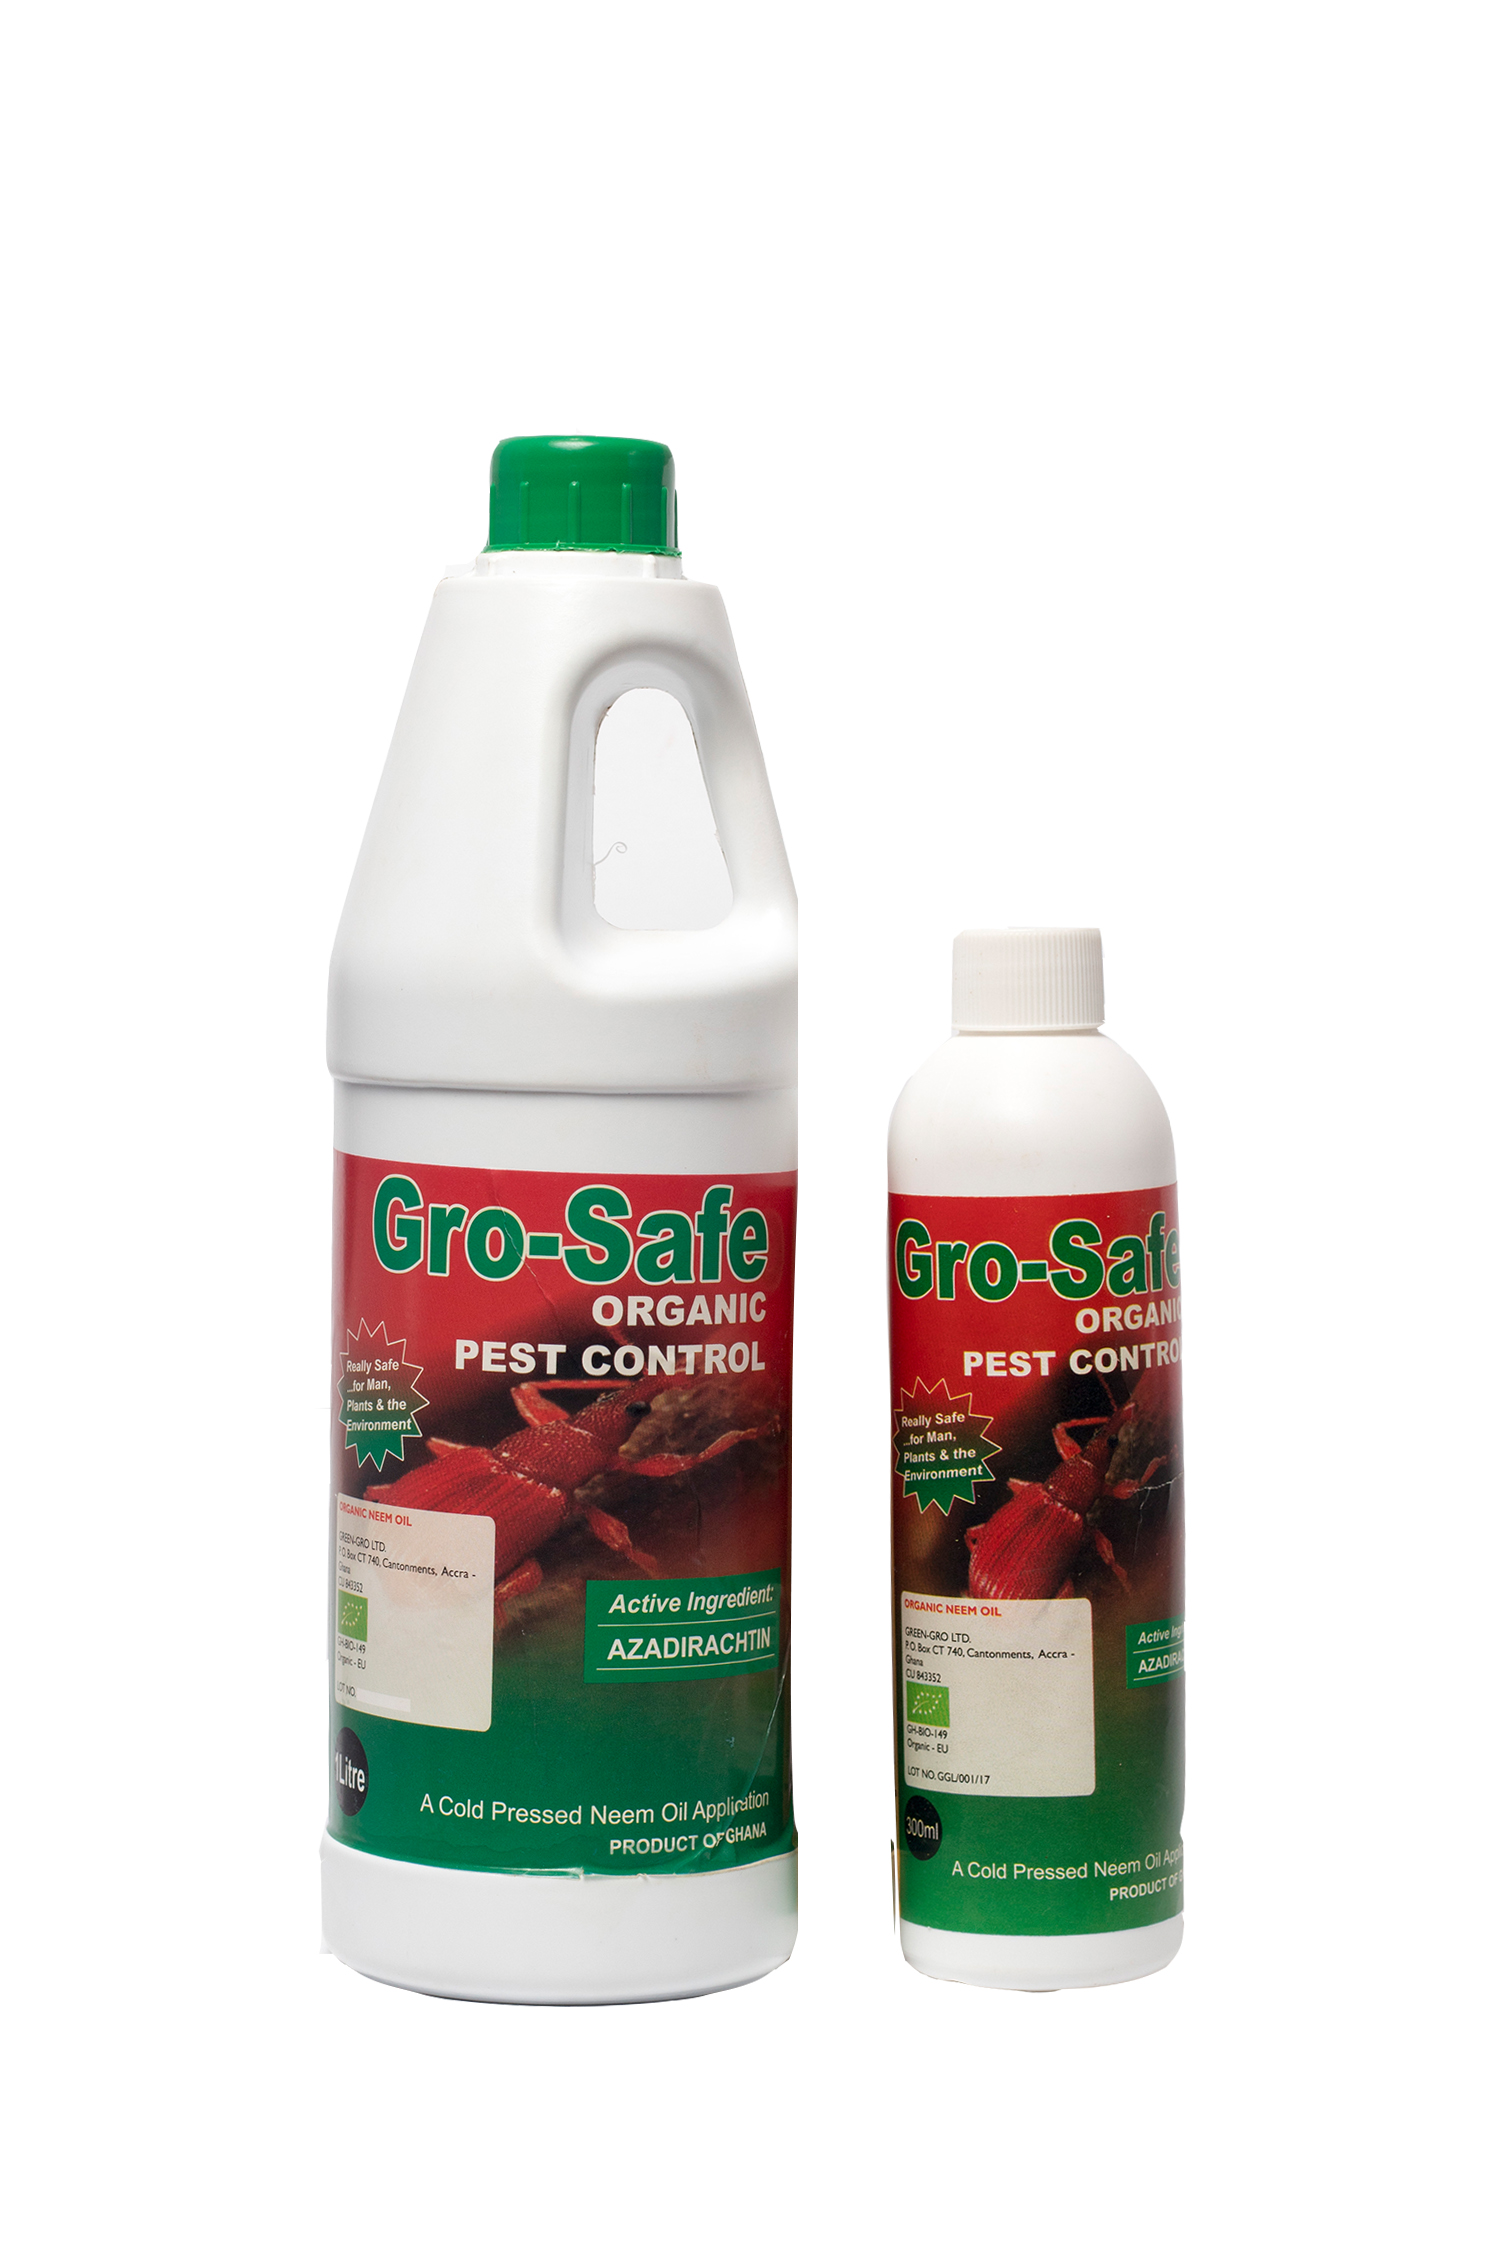 Gro-Safe
ORGANIC
PEST CONTROL
Really Safe
...for Man,
Plants & the
Environment
ORGANIC NEEM OIL
GREEN-GRO LTD.
P.O. Box CT 740, Cantonments, Accra -
Ghana
CU 843352
GH-BIO-149
Organic - EU
LOT NO.
Active Ingredient:
AZADIRACHTIN
1Litre
A Cold Pressed Neem Oil Application
PRODUCT OF GHANA
Gro-Safe
ORGANIC
PEST CONTROL
Really Safe
...for Man,
Plants & the
Environment
ORGANIC NEEM OIL
GREEN-GRO LTD.
P.O. Box CT 740, Cantonments, Accra -
Ghana
CU 843352
GH-BIO-149
Organic - EU
LOT NO. GGL/001/17
Active
300ml
A Cold Pressed Neem Oil
PRODUCT OF